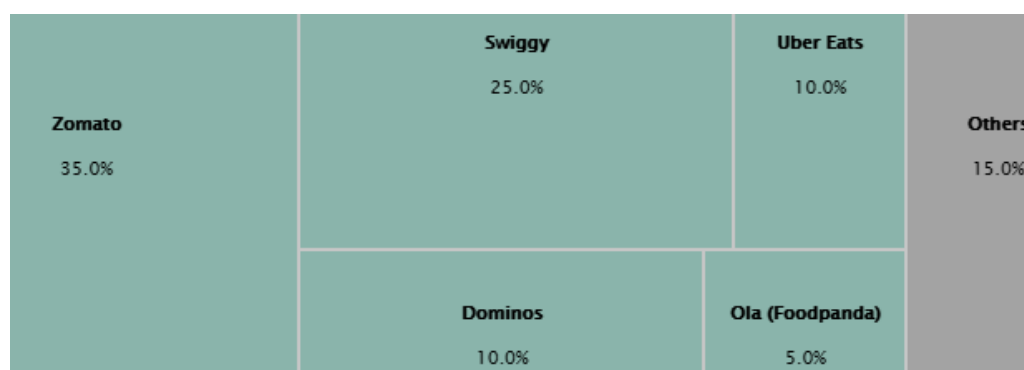 Zomato
35.0%
Swiggy
25.0%
Uber Eats
10.0%
Others
15.0%
Dominos
10.0%
Ola (Foodpanda)
5.0%